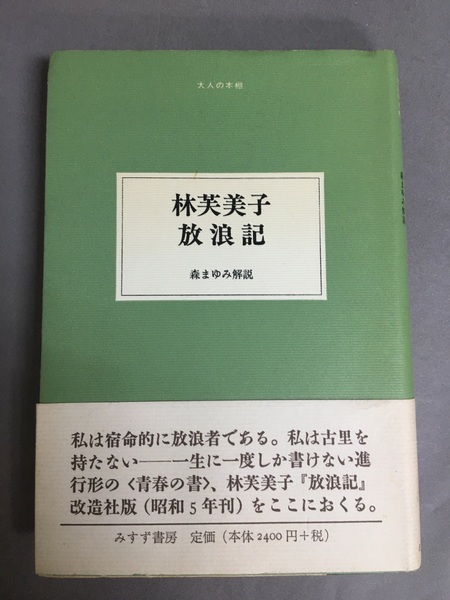 大人の本棚
林芙美子
放浪記
森まゆみ解説
私は宿命的に放浪者である。私は古里を
持たない――一生に一度しか書けない進
行形の〈青春の書〉、林芙美子『放浪記』
改造社版（昭和5年刊）をここにおくる。
みすず書房 定価（本体2400円+税）